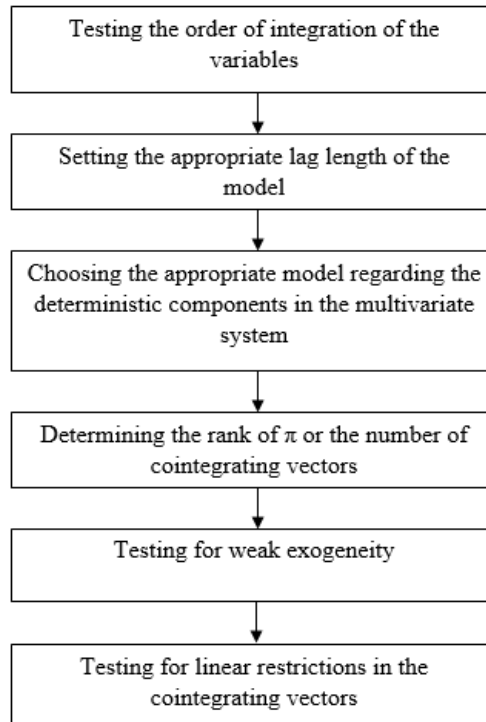 Testing the order of integration of the
variables
Setting the appropriate lag length of the
model
Choosing the appropriate model regarding the
deterministic components in the multivariate
system
Determining the rank of π or the number of
cointegrating vectors
Testing for weak exogeneity
Testing for linear restrictions in the
cointegrating vectors